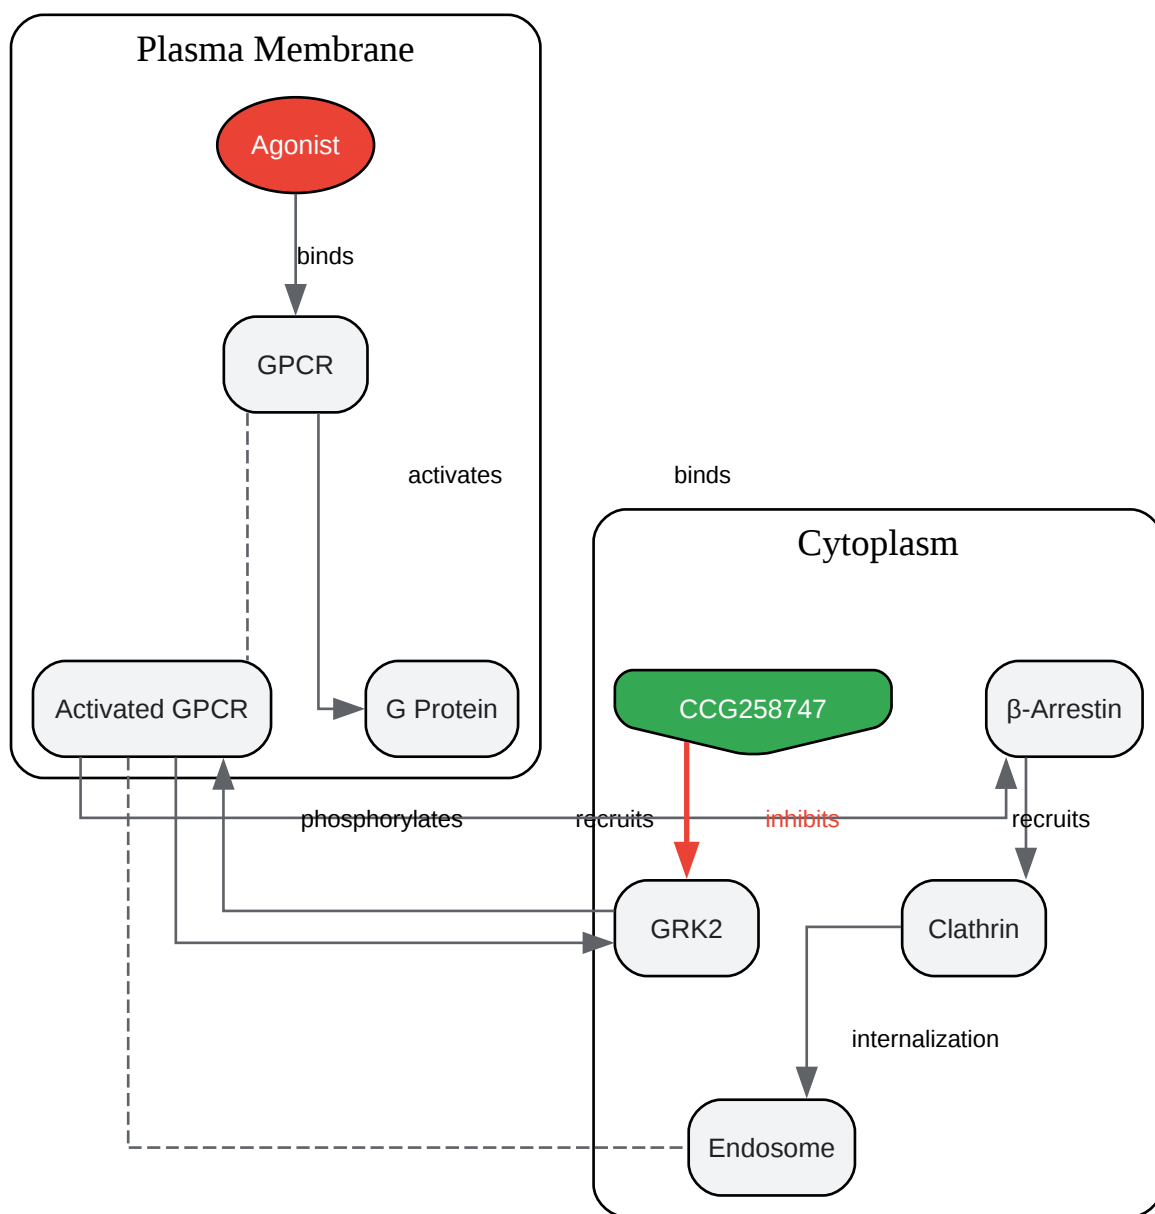 Plasma Membrane
Agonist
binds
GPCR
activates
binds
Cytoplasm
Activated GPCR
G Protein
CCG258747
β-Arrestin
phosphorylates
recruits
inhibits
recruits
GRK2
Clathrin
internalization
Endosome